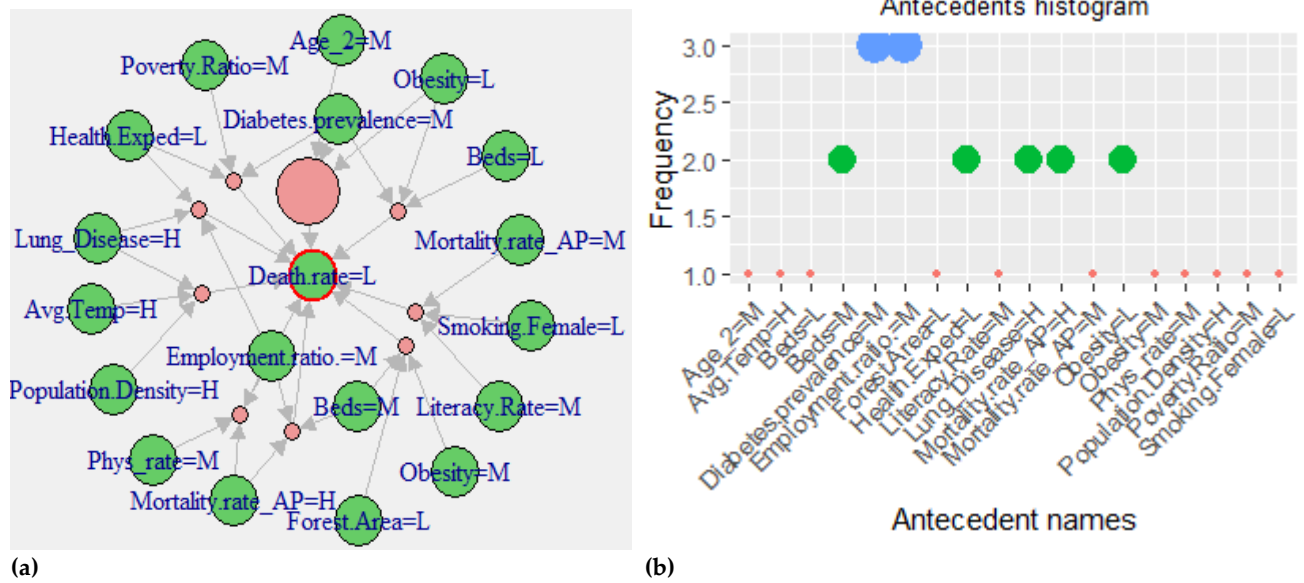 Age_2=M
Poverty.Ratio=M
Obesity=L
Diabetes.prevalence=M
Health.Exped=L
Beds=L
Lung_Disease=H
Mortality.rate_AP=M
Death.rate=L
Avg.Temp=H
Smoking.Female=L
Employment.ratio.=M
Population.Density=H
Beds=M
Literacy.Rate=M
Phys_rate=M
Obesity=M
Mortality.rate_AP=H
Forest.Area=L
(a)
Antecedents histogram
Frequency
3.0
2.5
2.0
1.5
1.0
Age_2=M
Avg.Temp=H
Beds=L
Beds=M
Diabetes.prevalence=M
Employment.ratio.=M
Forest.Area=L
Health.Exped=L
Literacy.Rate=M
Lung_Disease=H
Mortality.rate_AP=H
Mortality.rate_AP=M
Obesity=L
Obesity=M
Phys_rate=M
Population.Density=H
Poverty.Ratio=M
Smoking.Female=L
Antecedent names
(b)